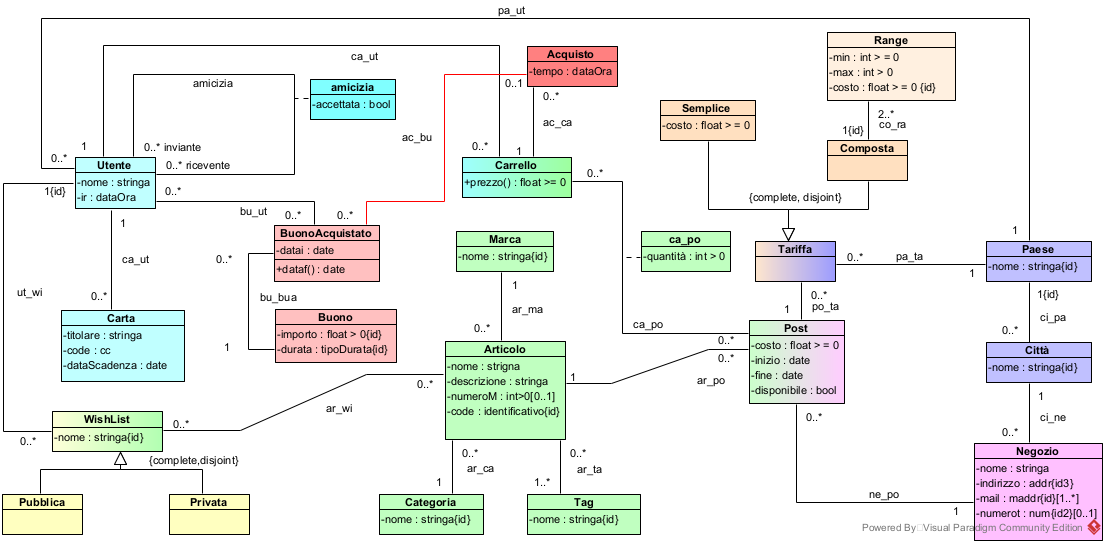 pa_ut
ca_ut
amicizia
amicizia
-accettata : bool
Acquisto
-tempo : dataOra
0..1
0..*
ac_ca
ac_bu
Range
-min : int > = 0
-max : int > 0
-costo : float > = 0 {id}
2..*
co_ra
1{id}
Semplice
-costo : float > = 0
Composta
{complete, disjoint}
1
0..*
0..* inviante
0..* ricevente
0..*
1
Utente
-nome : stringa
-ir : dataOra
1{id}
0..*
bu_ut
0..*
0..*
Carrello
+prezzo() : float >= 0
0..*
BuonoAcquistato
-datai : date
+dataf() : date
0..*
bu_bua
1
Buono
-importo : float > 0{id}
-durata : tipoDurata{id}
1
ca_ut
0..*
ut_wi
Carta
-titolare : stringa
-code : cc
-dataScadenza : date
Marca
-nome : stringa{id}
1
ar_ma
0..*
ca_po
-quantità : int > 0
Tariffa
0..*
pa_ta
1
1
Paese
-nome : stringa{id}
1{id}
ci_pa
0..*
0..*
po_ta
1
ca_po
0..*
0..*
ar_po
1
Post
-costo : float > = 0
-inizio : date
-fine : date
-disponibile : bool
0..*
Città
-nome : stringa{id}
1
ci_ne
0..*
Articolo
-nome : strigna
-descrizione : stringa
-numeroM : int>0[0..1]
-code : identificativo{id}
0..*
ar_wi
0..*
0..*
WishList
-nome : stringa{id}
{complete,disjoint}
Pubblica
Privata
0..*
ar_ca
1
0..*
ar_ta
1..*
Categoria
-nome : stringa{id}
Tag
-nome : stringa{id}
ne_po
1
Negozio
-nome : stringa
-indirizzo : addr{id3}
-mail : maddr{id}[1..*]
-numerot : num{id2}[0..1]
Powered By Visual Paradigm Community Edition